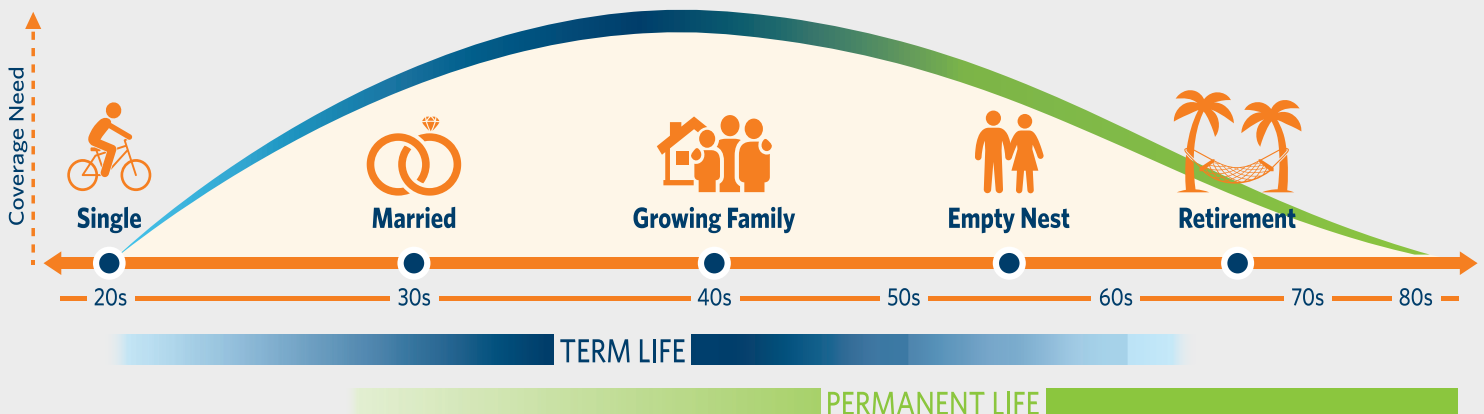 Coverage Need
Single
Married
Growing Family
Empty Nest
Retirement
20s
30s
40s
50s
60s
70s
80s
TERM LIFE
PERMANENT LIFE